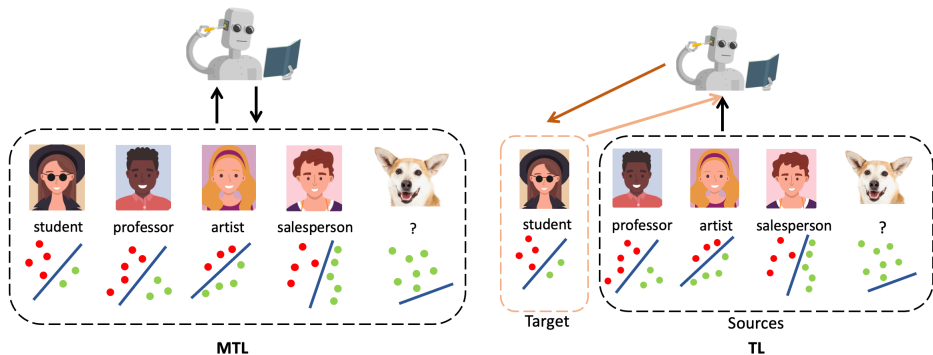 student professor artist salesperson ?
MTL
student professor artist salesperson ?
Target Sources
TL